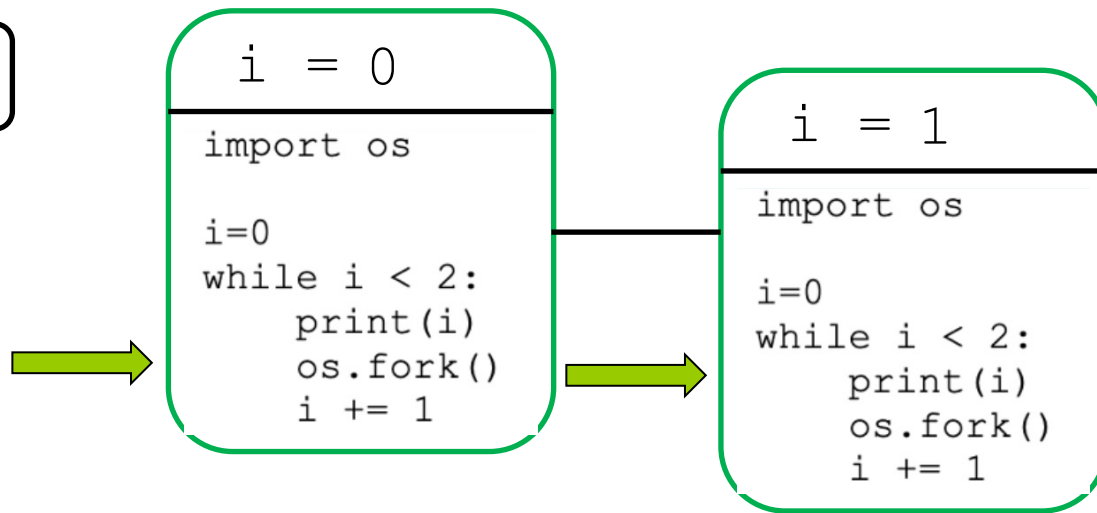 i = 0
import os
i=0
while i < 2:
    print(i)
    os.fork()
    i += 1
i = 1
import os
i=0
while i < 2:
    print(i)
    os.fork()
    i += 1